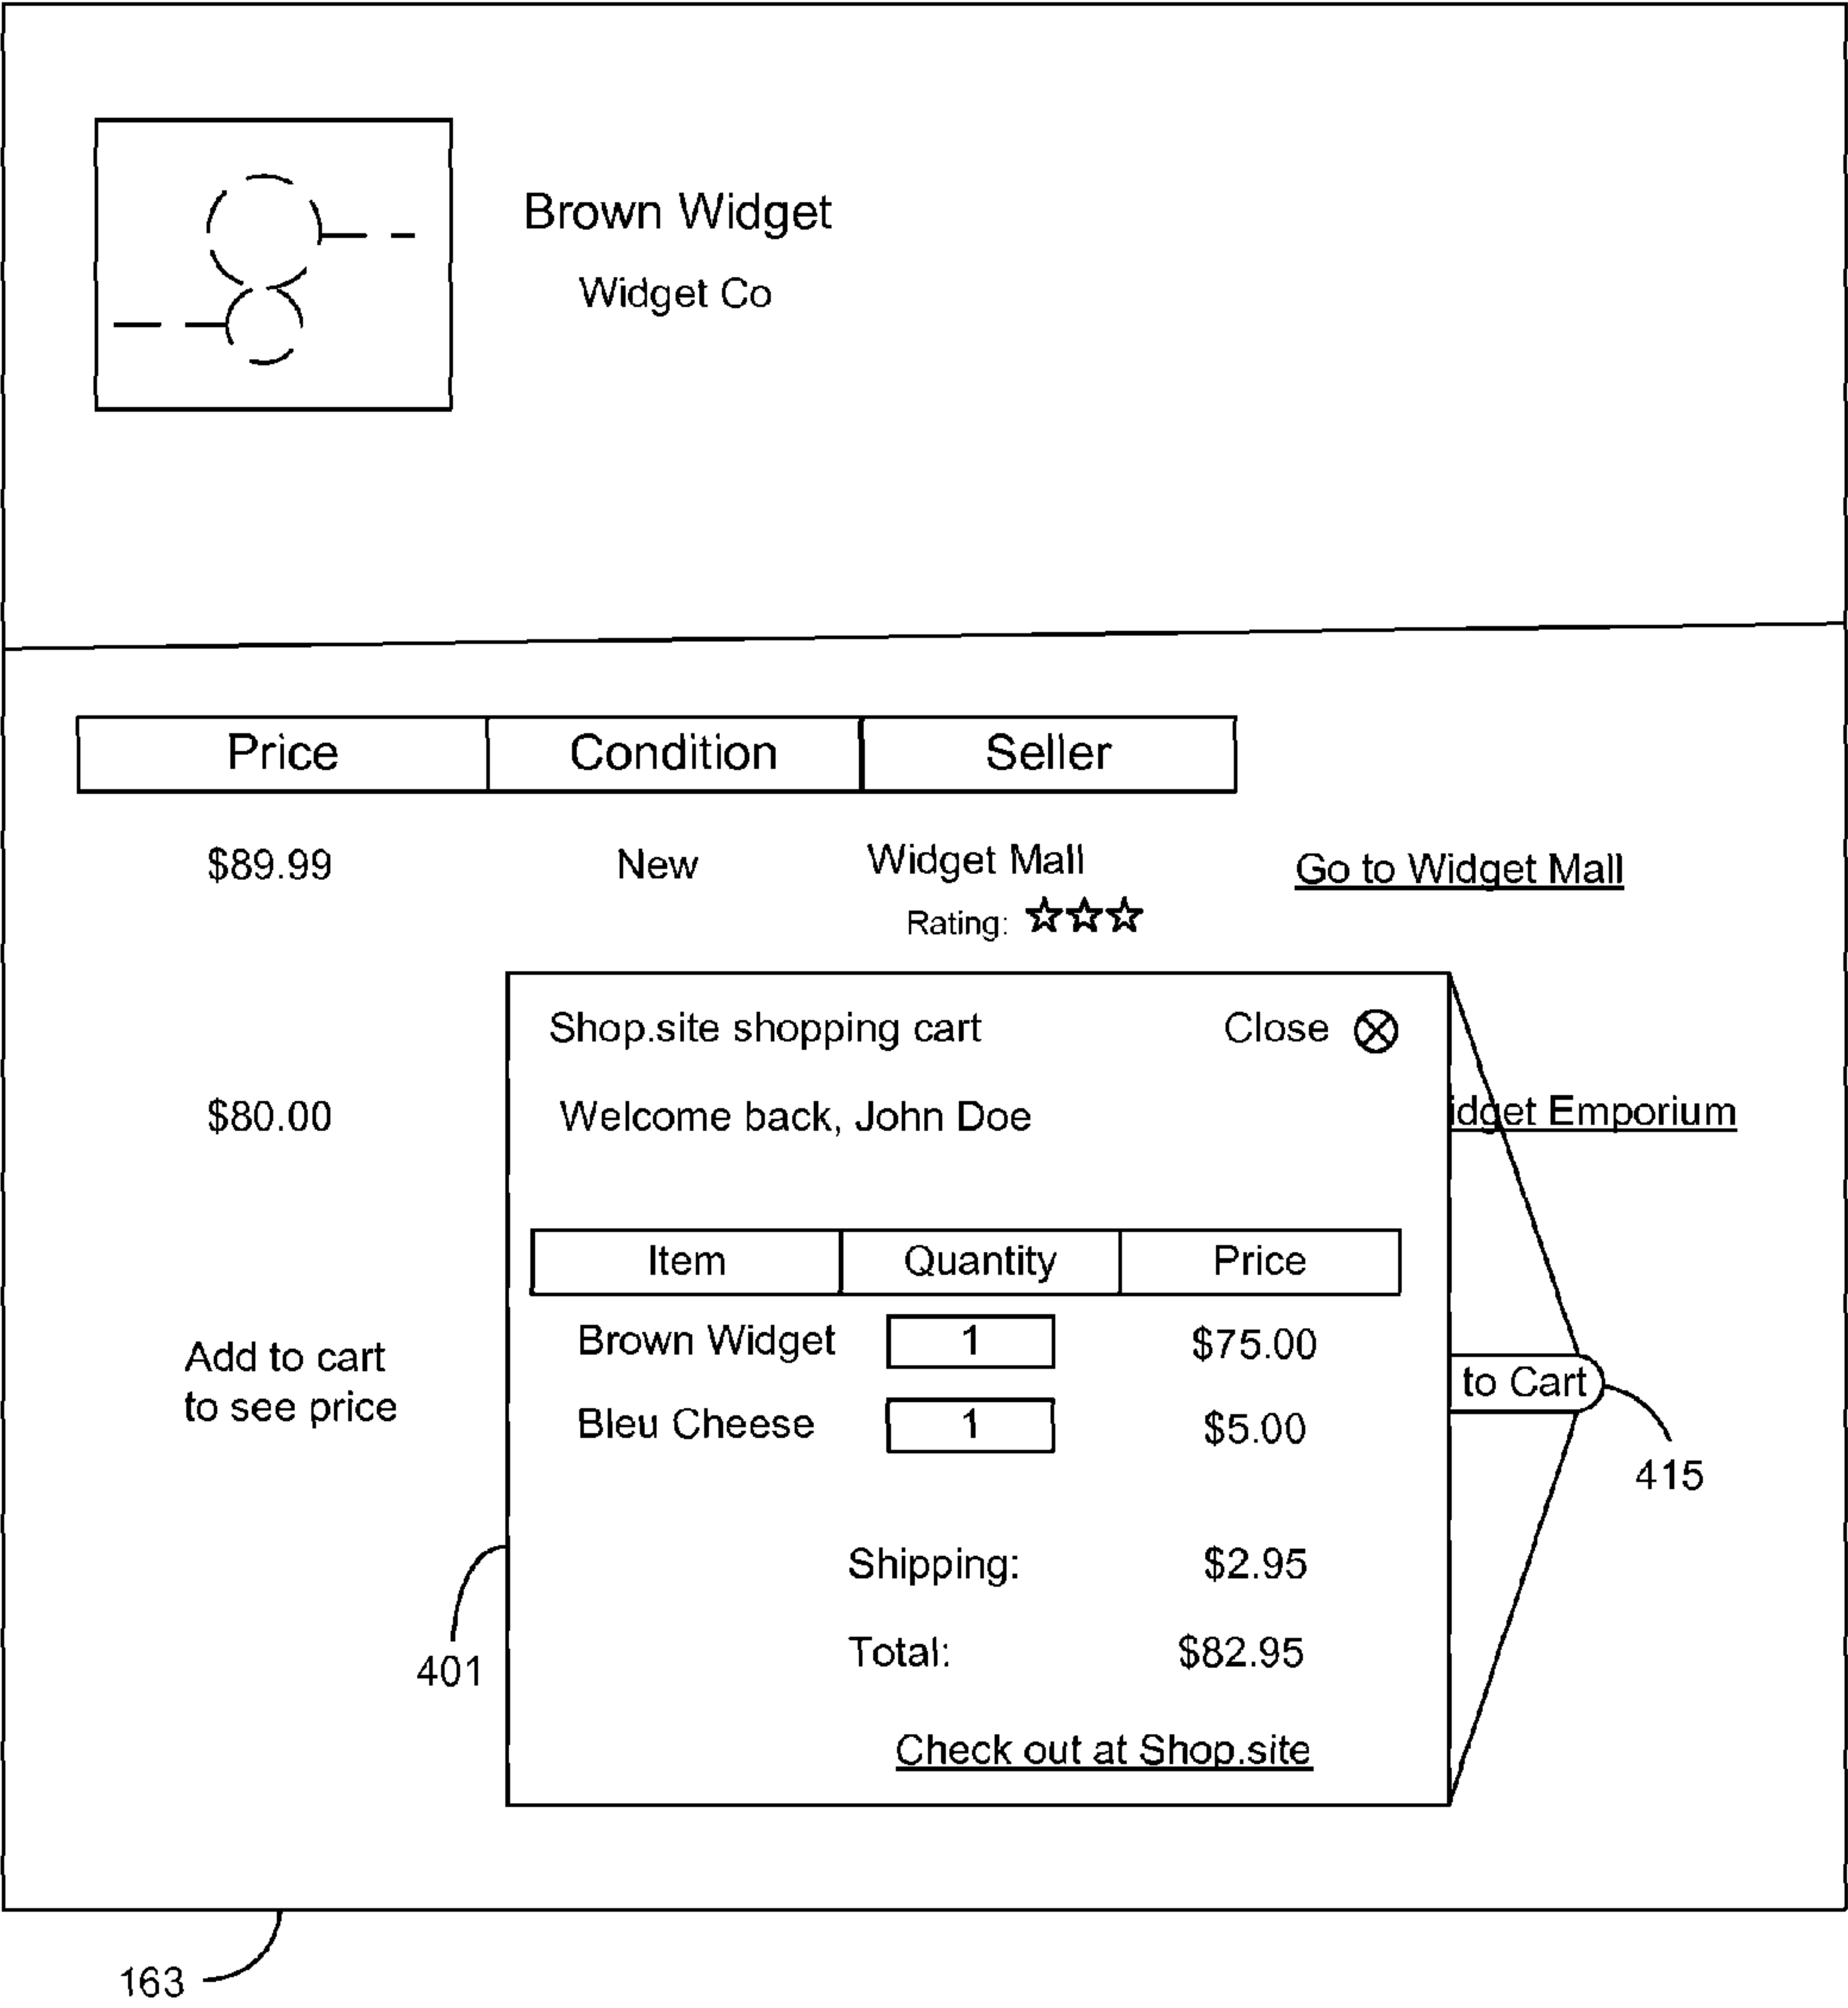 Brown Widget
Widget Co
Price Condition Seller
$89.99 New Widget Mall Go to Widget Mall
Rating: ☆☆☆
Shop.site shopping cart Close
$80.00 Welcome back, John Doe idget Emporium
Item Quantity Price
Brown Widget 1 $75.00
Add to cart
to see price
to Cart
Bleu Cheese 1 $5.00
415
Shipping: $2.95
Total: $82.95
401
Check out at Shop.site
163